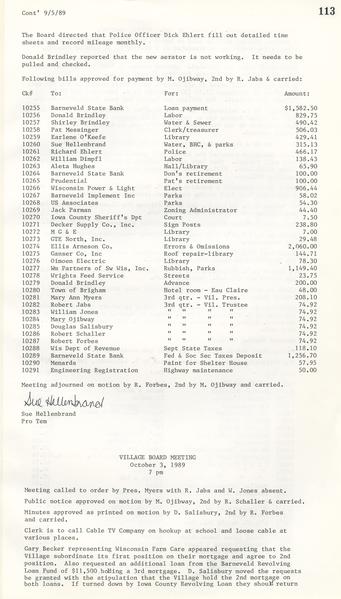 Cont' 9/5/89 113
The Board directed that Police Officer Dick Ehlert fill out detailed time
sheets and record mileage monthly.
Donald Brindley reported that the new aerator is not working. It needs to be
pulled and checked.
Following bills approved for payment by M. Ojibway, 2nd by R. Jabs & carried:
Ck# To: For: Amount:
10255 Barneveld State Bank Loan payment $1,582.50
10256 Donald Brindley Labor 829.75
10257 Shirley Brindley Water & Sewer 490.42
10258 Pat Messinger Clerk/treasurer 506.03
10259 Earlene O'Keefe Library 429.41
10260 Sue Hellenbrand Water, BHC, & parks 315.13
10261 Richard Ehlert Police 466.17
10262 William Dimpfl Labor 138.43
10263 Aleta Hughes Hall/Library 65.90
10264 Barneveld State Bank Don's retirement 100.00
10265 Prudential Pat's retirement 100.00
10266 Wisconsin Power & Light Elect 906.44
10267 Barneveld Implement Inc Parks 58.02
10268 US Associates Parks 54.30
10269 Jack Parman Zoning Administrator 44.40
10270 Iowa County Sheriff's Dpt Court 7.50
10271 Decker Supply Co., Inc. Sign Posts 238.80
10272 M G & E Library 7.00
10273 GTE North, Inc. Library 29.48
10274 Ellis Arneson Co. Errors & Omissions 2,060.00
10275 Gasser Co, Inc Roof repair-library 144.71
10276 Olmoen Electric Library 78.30
10277 Wm Partners of Sw Wis, Inc. Rubbish, Parks 1,149.40
10278 Wrights Feed Service Streets 23.75
10279 Donald Brindley Advance 200.00
10280 Town of Brigham Hotel room - Eau Claire 48.00
10281 Mary Ann Myers 3rd qtr. - Vil. Pres. 208.10
10282 Robert Jabs 3rd qtr. - Vil. Trustee 74.92
10283 William Jones " " " " 74.92
10284 Mary Ojibway " " " " 74.92
10285 Douglas Salisbury " " " " 74.92
10286 Robert Schaller " " " " 74.92
10287 Robert Forbes " " " " 74.92
10288 Wis Dept of Revenue Sept State Taxes 118.10
10289 Barneveld State Bank Fed & Soc Sec Taxes Deposit 1,256.70
10290 Menards Paint for Shelter House 57.95
10291 Engineering Registration Highway maintenance 50.00
Meeting adjourned on motion by R. Forbes, 2nd by M. Ojibway and carried.
Sue Hellenbrand
Sue Hellenbrand
Pro Tem
VILLAGE BOARD MEETING
October 3, 1989
7 pm
Meeting called to order by Pres. Myers with R. Jabs and W. Jones absent.
Public notice approved on motion by M. Ojibway, 2nd by R. Schaller & carried.
Minutes approved as printed on motion by D. Salisbury, 2nd by R. Forbes
and carried.
Clerk is to call Cable TV Company on hookup at school and loose cable at
various places.
Gary Becker representing Wisconsin Farm Care appeared requesting that the
Village subordinate its first position on their mortgage and agree to 2nd
position. Also requested an additional loan from the Barneveld Revolving
Loan Fund of $11,500 holding a 3rd mortgage. D. Salisbury moved the requests
be granted with the stipulation that the Village hold the 2nd mortgage on
both loans. If turned down by Iowa County Revolving Loan they should return